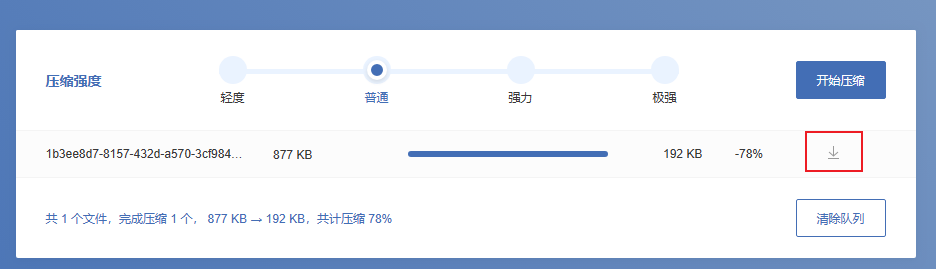 压缩强度
轻度 普通 强力 极强
开始压缩
1b3ee8d7-8157-432d-a570-3cf984... 877 KB 192 KB -78%
共 1 个文件，完成压缩 1 个， 877 KB → 192 KB，共计压缩 78%
清除队列